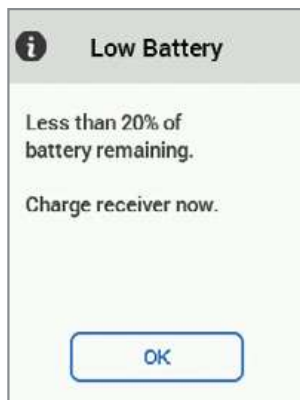 Low Battery
Less than 20% of
battery remaining.
Charge receiver now.
OK